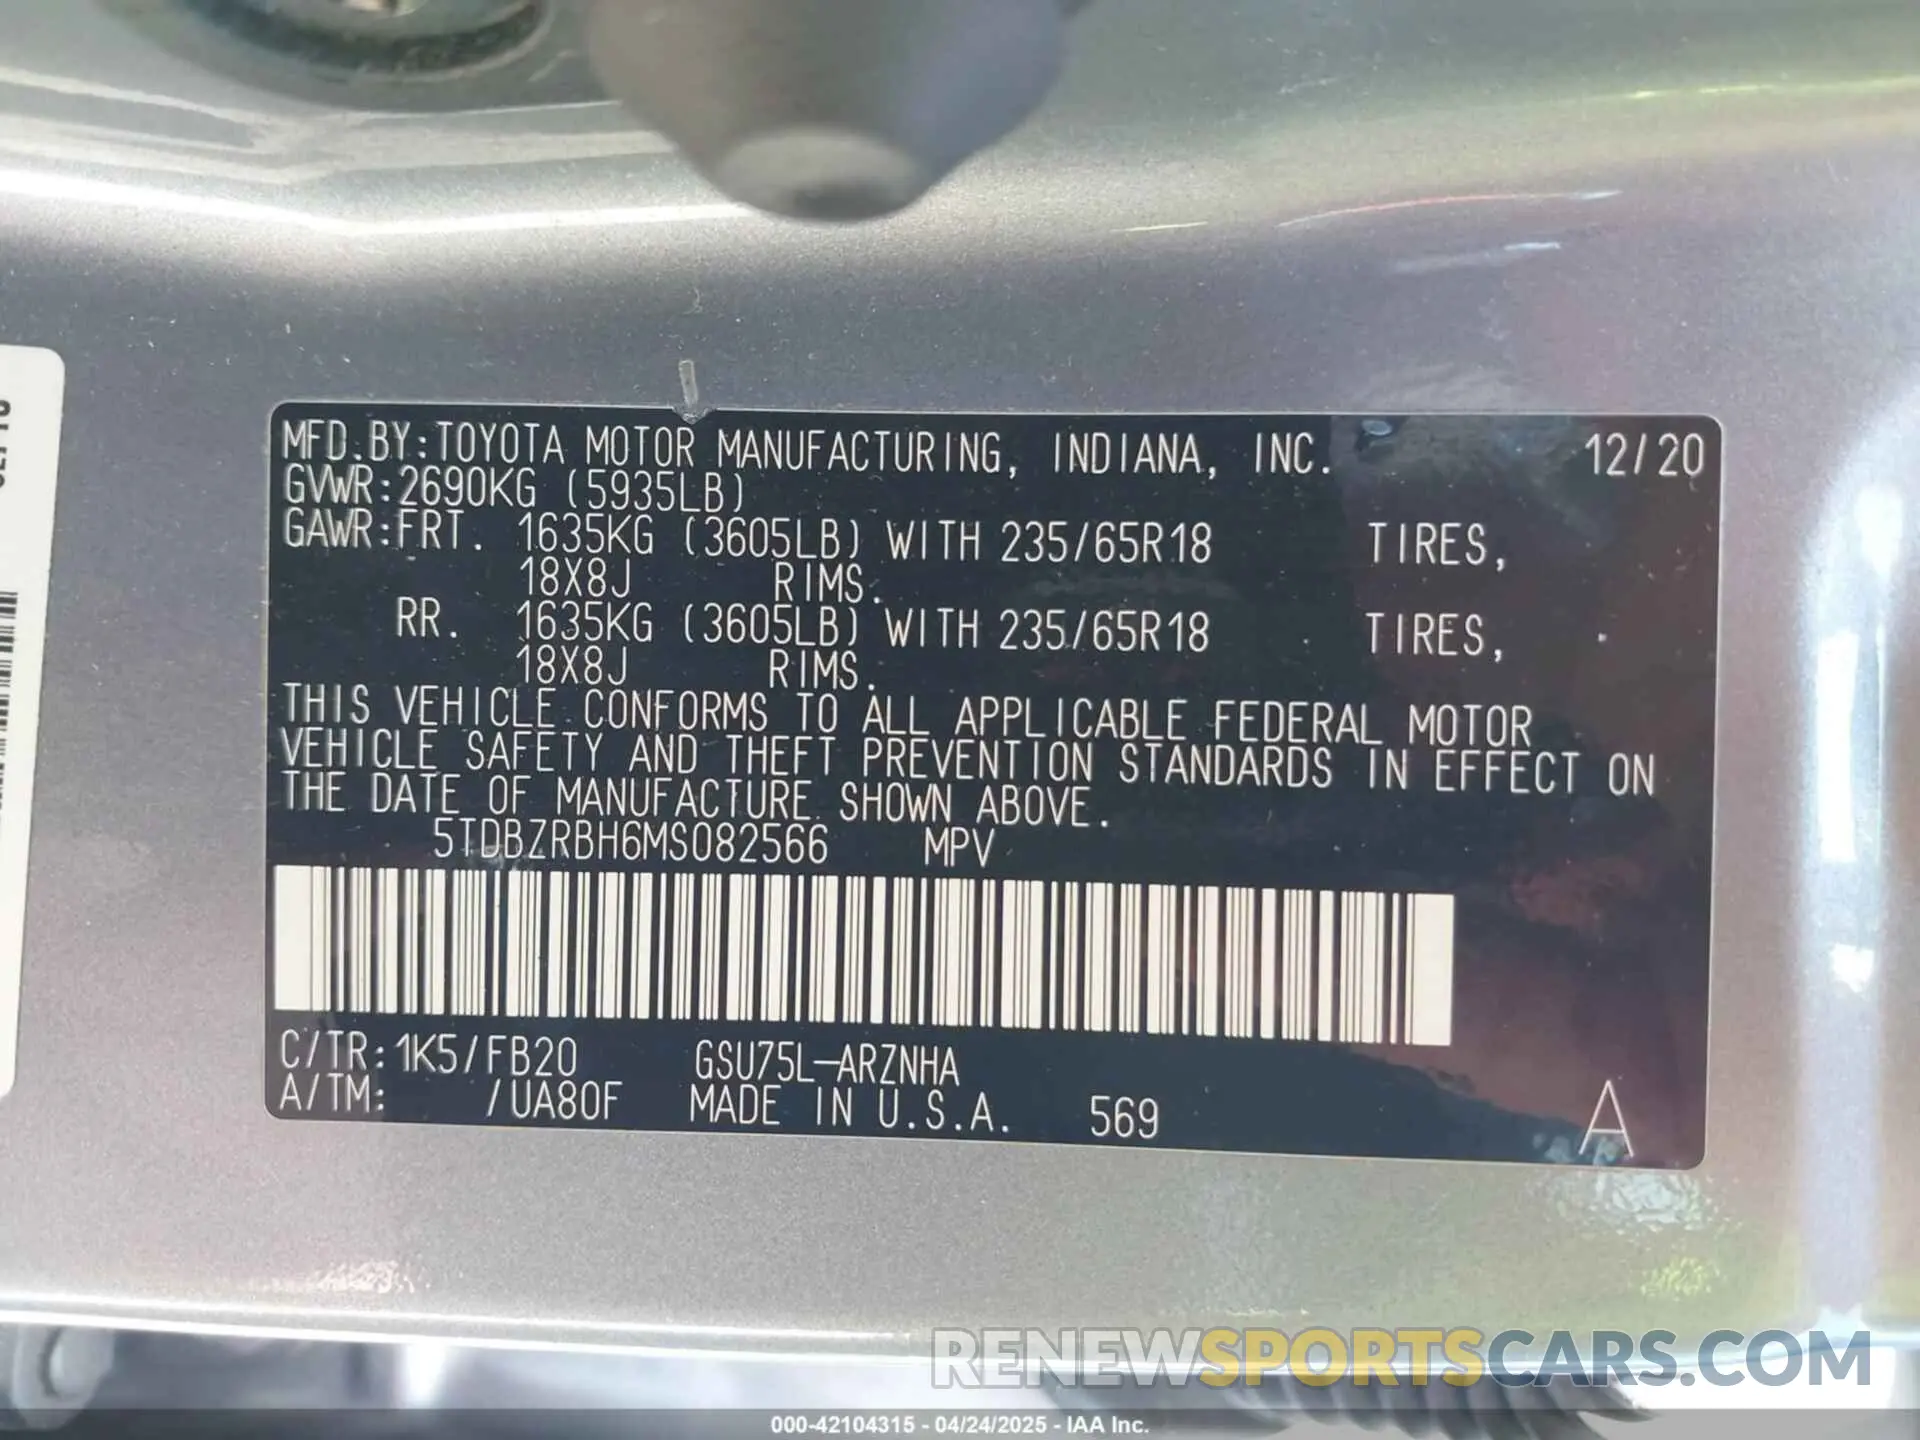 MFD.BY:TOYOTA MOTOR MANUFACTURING, INDIANA, INC. 12/20
GVWR:2690KG (5935LB)
GAWR:FRT. 1635KG (3605LB) WITH 235/65R18 TIRES,
18X8J RIMS.
RR. 1635KG (3605LB) WITH 235/65R18 TIRES,
18X8J RIMS.
THIS VEHICLE CONFORMS TO ALL APPLICABLE FEDERAL MOTOR
VEHICLE SAFETY AND THEFT PREVENTION STANDARDS IN EFFECT ON
THE DATE OF MANUFACTURE SHOWN ABOVE.
5TDBZRBH6MS082566 MPV
C/TR:1K5/FB20 GSU75L-ARZNHA
A/TM: /UA80F MADE IN U.S.A. 569 A
RENEWSPORTSCARS.COM
000-42104315 - 04/24/2025 - IAA Inc.